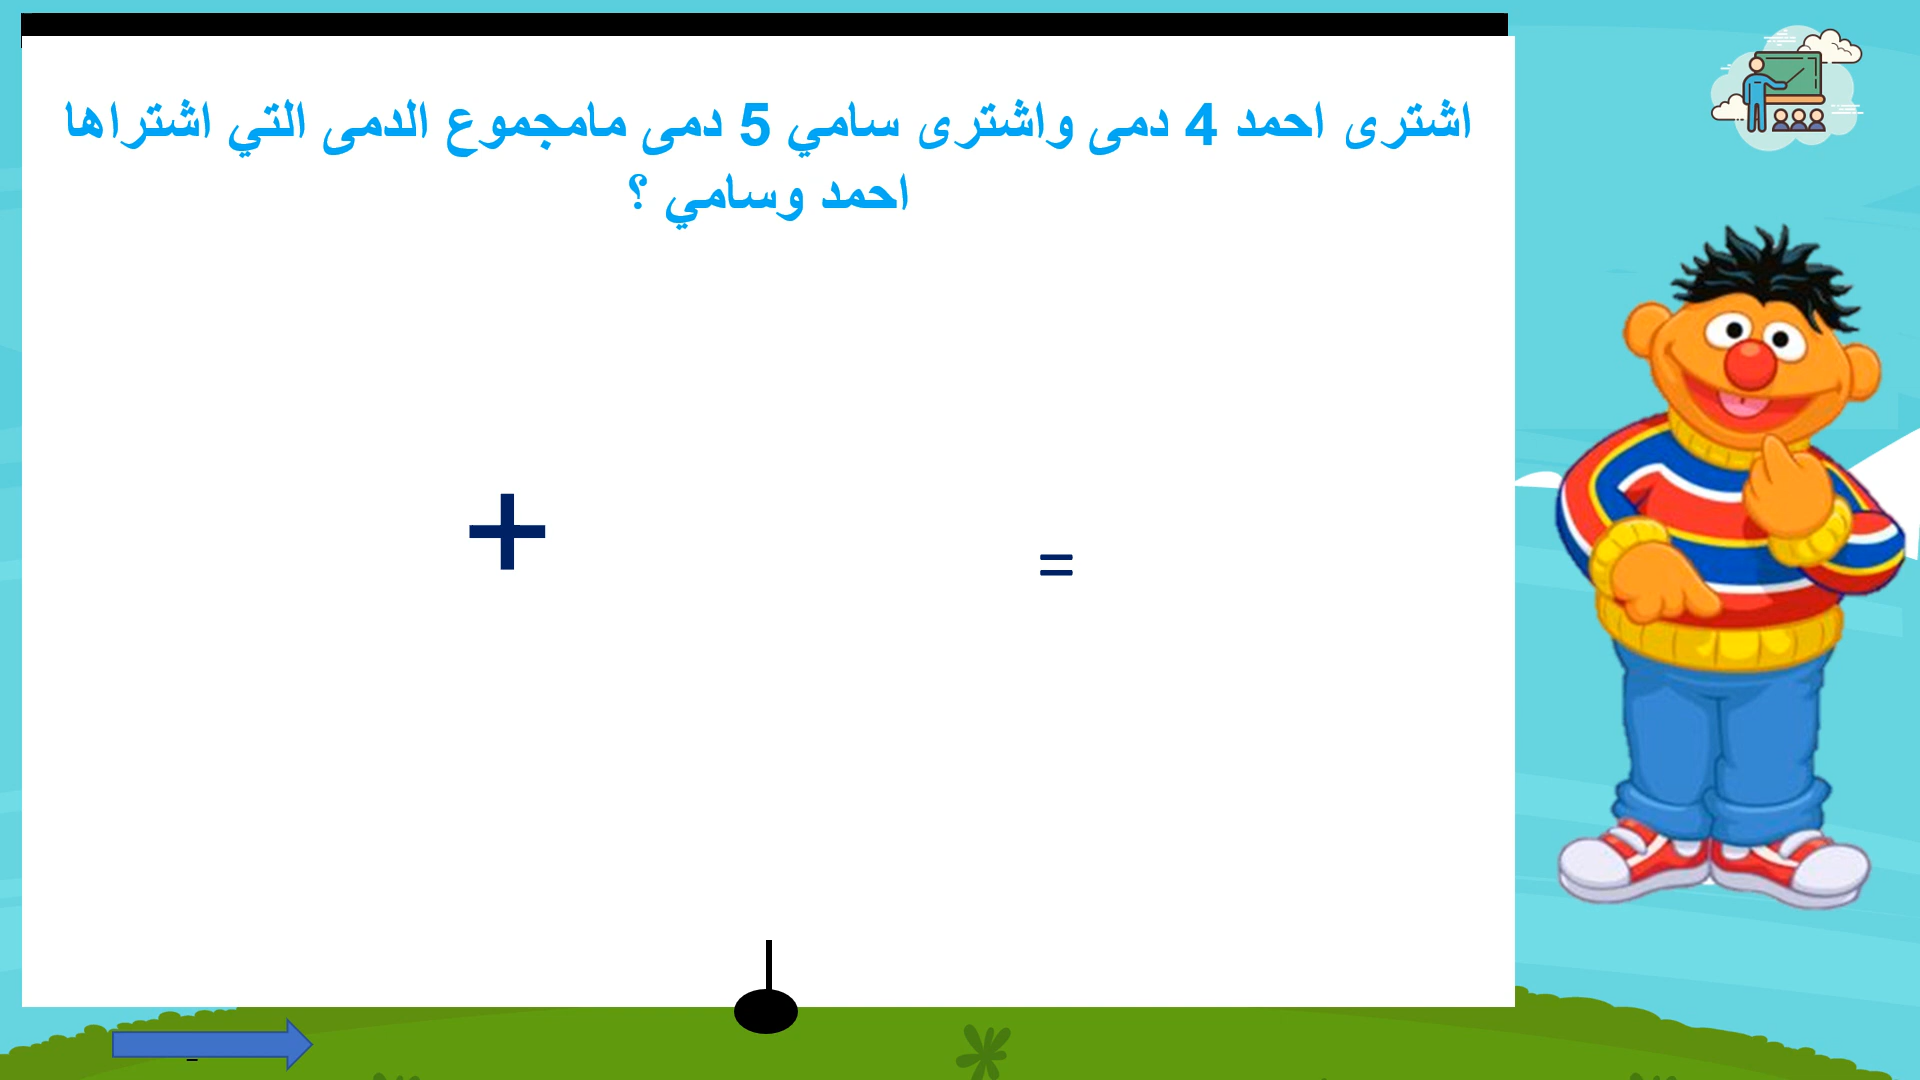 اشترى احمد 4 دمى واشترى سامي 5 دمى مامجموع الدمى التي اشتراها
احمد وسامي ؟
+ =